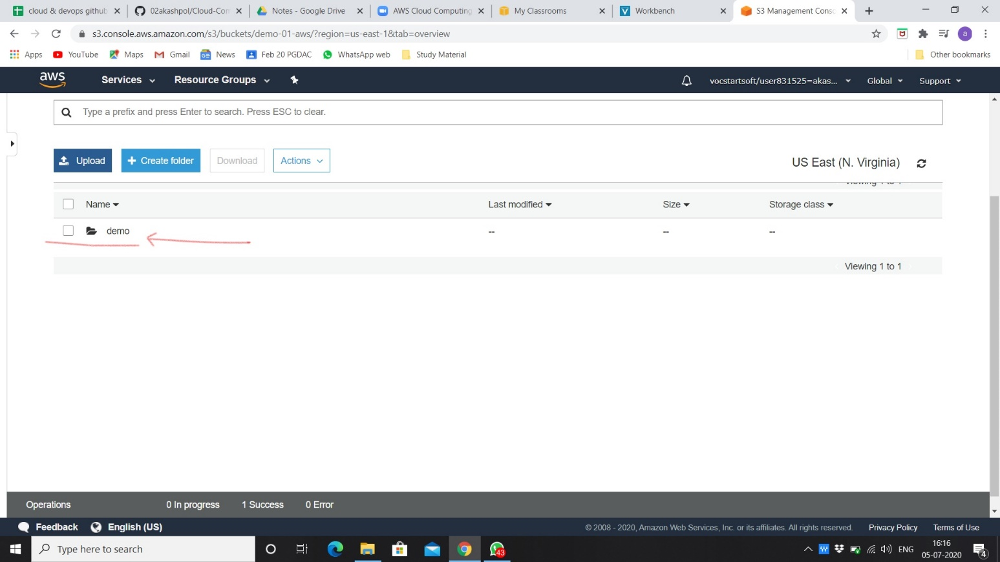 cloud & devops github
02akashpol/Cloud-Com
Notes - Google Drive
AWS Cloud Computing
My Classrooms
Workbench
S3 Management Conso
s3.console.aws.amazon.com/s3/buckets/demo-01-aws/?region=us-east-1&tab=overview
a
Apps
YouTube
Maps
Gmail
News
Feb 20 PGDAC
WhatsApp web
Study Material
Other bookmarks
aws
Services
Resource Groups
vocstartsoft/user831525=akas...
Global
Support
Type a prefix and press Enter to search. Press ESC to clear.
Upload
Create folder
Download
Actions
US East (N. Virginia)
Viewing 1 to 1
Name
Last modified
Size
Storage class
demo
--
--
--
Viewing 1 to 1
Operations
0 In progress
1 Success
0 Error
Feedback
English (US)
© 2008 - 2020, Amazon Web Services, Inc. or its affiliates. All rights reserved.
Privacy Policy
Terms of Use
Type here to search
43
W
ENG
16:16
05-07-2020
4